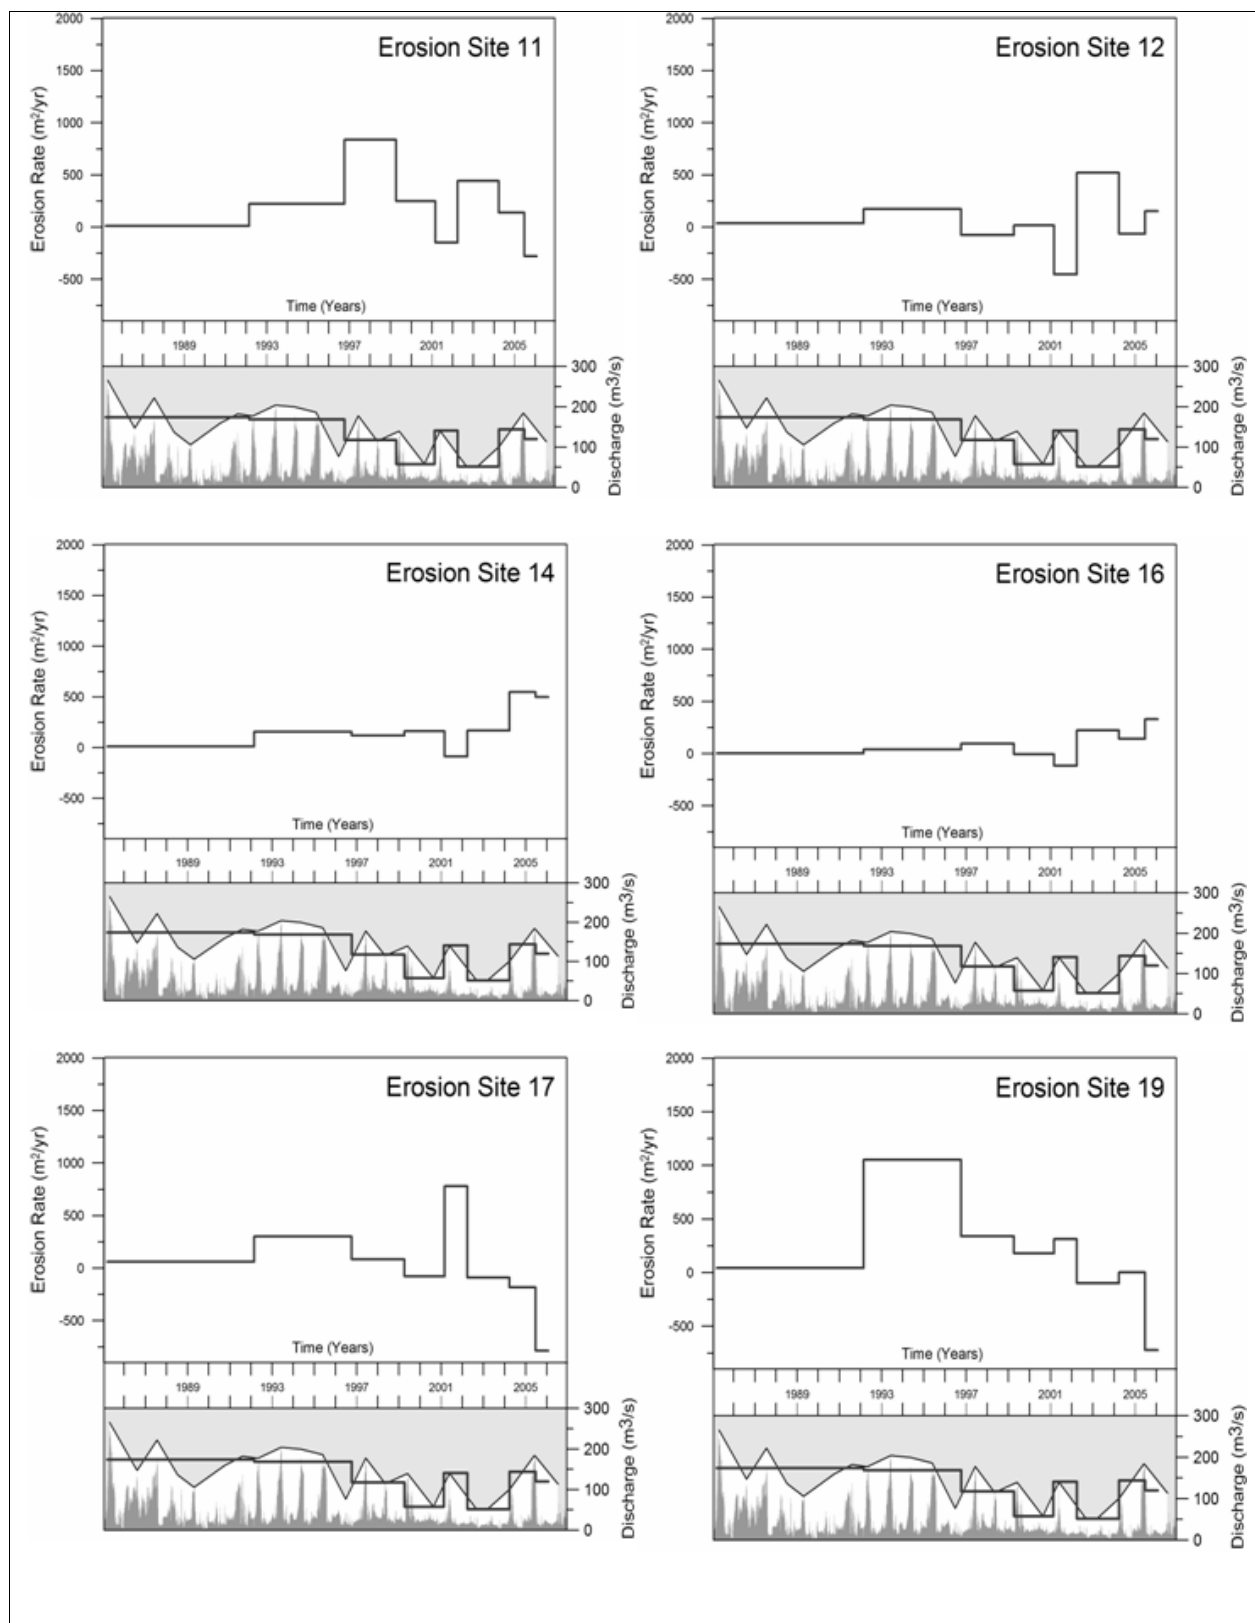 Erosion Site 11
2000
1500
1000
500
0
-500
Erosion Rate (m²/yr)
Time (Years)
1989 1993 1997 2001 2005
300
200
100
0
Discharge (m³/s)
Erosion Site 12
2000
1500
1000
500
0
-500
Erosion Rate (m²/yr)
Time (Years)
1989 1993 1997 2001 2005
300
200
100
0
Discharge (m³/s)
Erosion Site 14
2000
1500
1000
500
0
-500
Erosion Rate (m²/yr)
Time (Years)
1989 1993 1997 2001 2005
300
200
100
0
Discharge (m³/s)
Erosion Site 16
2000
1500
1000
500
0
-500
Erosion Rate (m²/yr)
Time (Years)
1989 1993 1997 2001 2005
300
200
100
0
Discharge (m³/s)
Erosion Site 17
2000
1500
1000
500
0
-500
Erosion Rate (m²/yr)
Time (Years)
1989 1993 1997 2001 2005
300
200
100
0
Discharge (m³/s)
Erosion Site 19
2000
1500
1000
500
0
-500
Erosion Rate (m²/yr)
Time (Years)
1989 1993 1997 2001 2005
300
200
100
0
Discharge (m³/s)